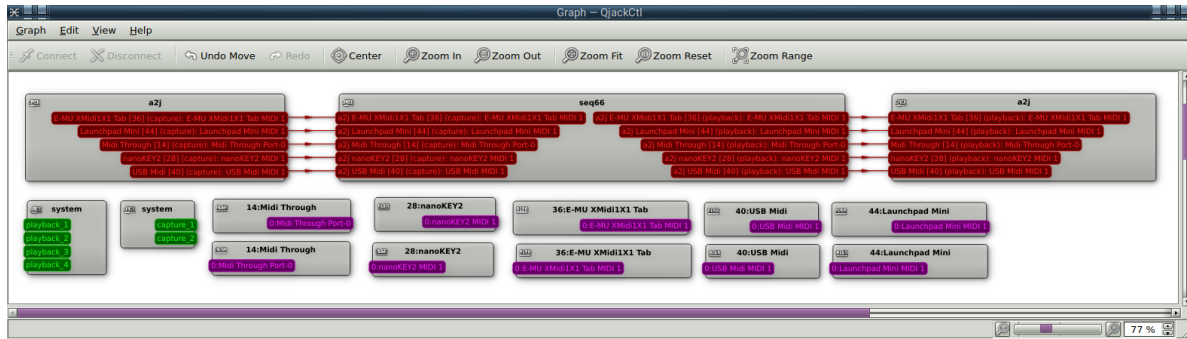 Graph — QjackCtl
Graph Edit View Help
Connect Disconnect Undo Move Redo Center Zoom In Zoom Out Zoom Fit Zoom Reset Zoom Range
a2j
E-MU XMidi1X1 Tab [36] (capture): E-MU XMidi1X1 Tab MIDI 1
Launchpad Mini [44] (capture): Launchpad Mini MIDI 1
Midi Through [14] (capture): Midi Through Port-0
nanoKEY2 [28] (capture): nanoKEY2 MIDI 1
USB Midi [40] (capture): USB Midi MIDI 1
seq66
a2j E-MU XMidi1X1 Tab [36] (capture): E-MU XMidi1X1 Tab MIDI 1
a2j Launchpad Mini [44] (capture): Launchpad Mini MIDI 1
a2j Midi Through [14] (capture): Midi Through Port-0
a2j nanoKEY2 [28] (capture): nanoKEY2 MIDI 1
a2j USB Midi [40] (capture): USB Midi MIDI 1
a2j E-MU XMidi1X1 Tab [36] (playback): E-MU XMidi1X1 Tab MIDI 1
a2j Launchpad Mini [44] (playback): Launchpad Mini MIDI 1
a2j Midi Through [14] (playback): Midi Through Port-0
a2j nanoKEY2 [28] (playback): nanoKEY2 MIDI 1
a2j USB Midi [40] (playback): USB Midi MIDI 1
a2j
E-MU XMidi1X1 Tab [36] (playback): E-MU XMidi1X1 Tab MIDI 1
Launchpad Mini [44] (playback): Launchpad Mini MIDI 1
Midi Through [14] (playback): Midi Through Port-0
nanoKEY2 [28] (playback): nanoKEY2 MIDI 1
USB Midi [40] (playback): USB Midi MIDI 1
system
playback_1
playback_2
playback_3
playback_4
system
capture_1
capture_2
14:Midi Through
0:Midi Through Port-0
28:nanoKEY2
0:nanoKEY2 MIDI 1
36:E-MU XMidi1X1 Tab
0:E-MU XMidi1X1 Tab MIDI 1
40:USB Midi
0:USB Midi MIDI 1
44:Launchpad Mini
0:Launchpad Mini MIDI 1
14:Midi Through
0:Midi Through Port-0
28:nanoKEY2
0:nanoKEY2 MIDI 1
36:E-MU XMidi1X1 Tab
0:E-MU XMidi1X1 Tab MIDI 1
40:USB Midi
0:USB Midi MIDI 1
44:Launchpad Mini
0:Launchpad Mini MIDI 1
77 %